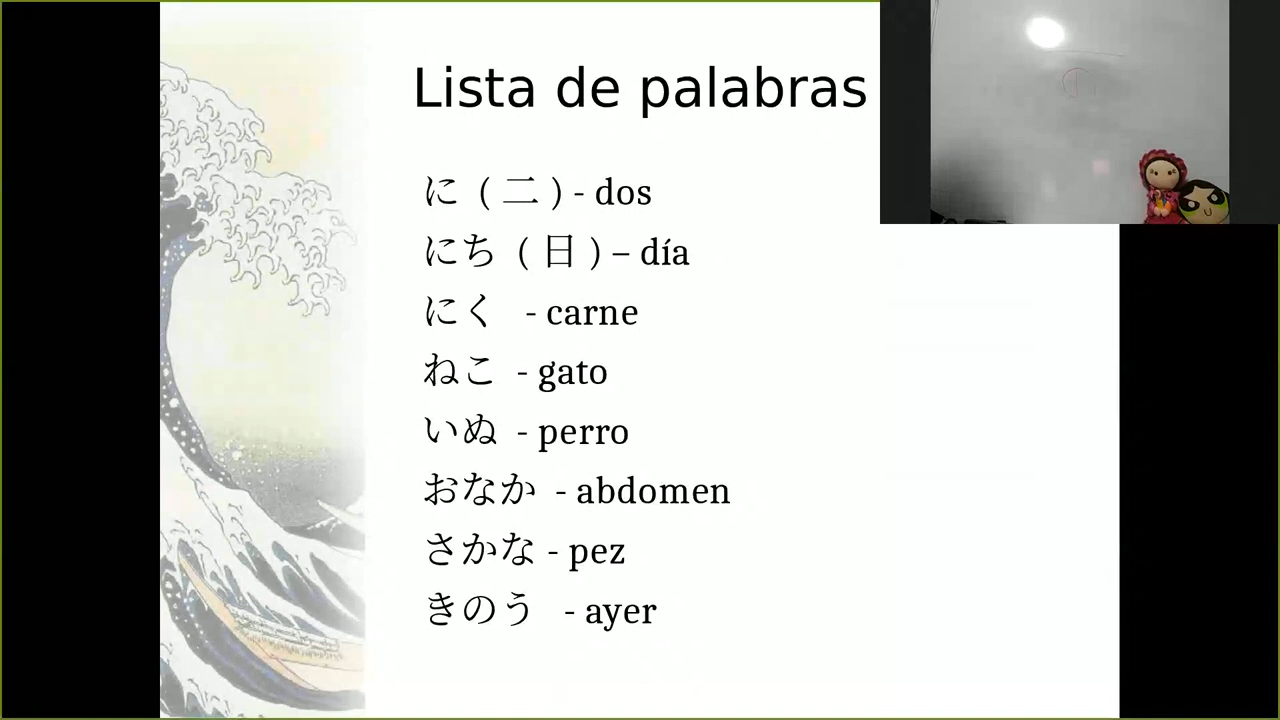 Lista de palabras
に ( 二 ) - dos
にち ( 日 ) – día
にく - carne
ねこ - gato
いぬ - perro
おなか - abdomen
さかな - pez
きのう - ayer